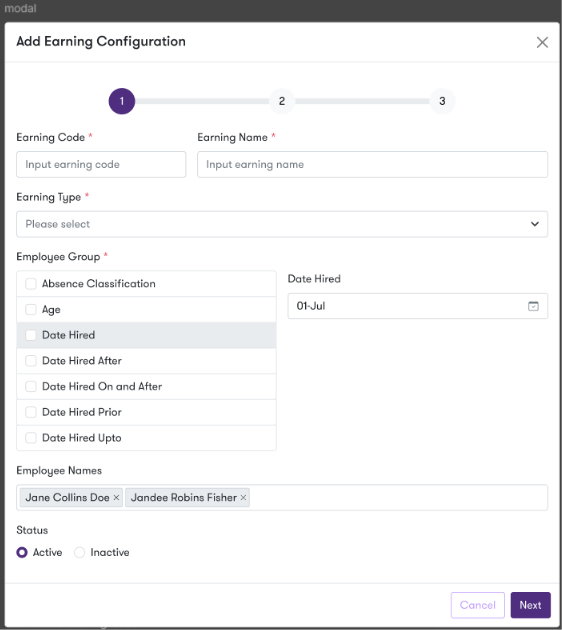 modal
Add Earning Configuration
1 2 3
Earning Code * Earning Name *
Input earning code Input earning name
Earning Type *
Please select
Employee Group *
Absence Classification
Age
Date Hired
Date Hired After
Date Hired On and After
Date Hired Prior
Date Hired Upto
Date Hired
01-Jul
Employee Names
Jane Collins Doe × Jandee Robins Fisher ×
Status
Active Inactive
Cancel Next